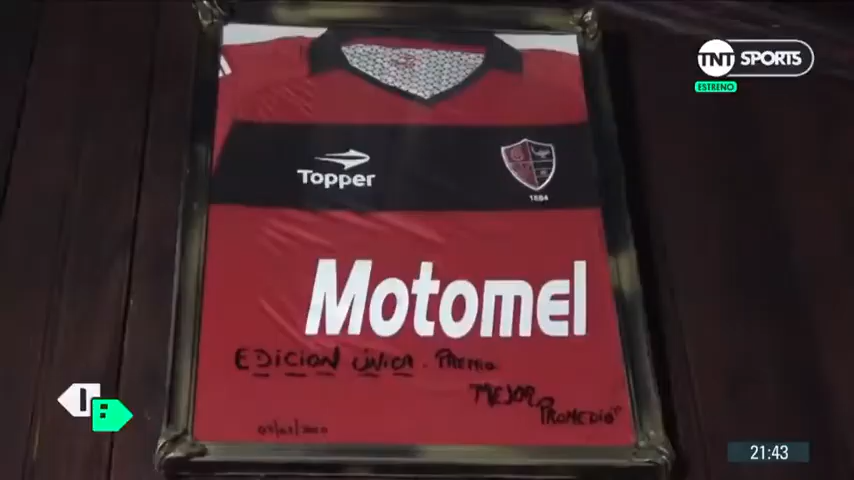 TNT SPORTS
ESTRENO
Topper
1884
Motomel
EDICION ÚNICA. PREMIO
MEJOR
PROMEDIO"
21:43